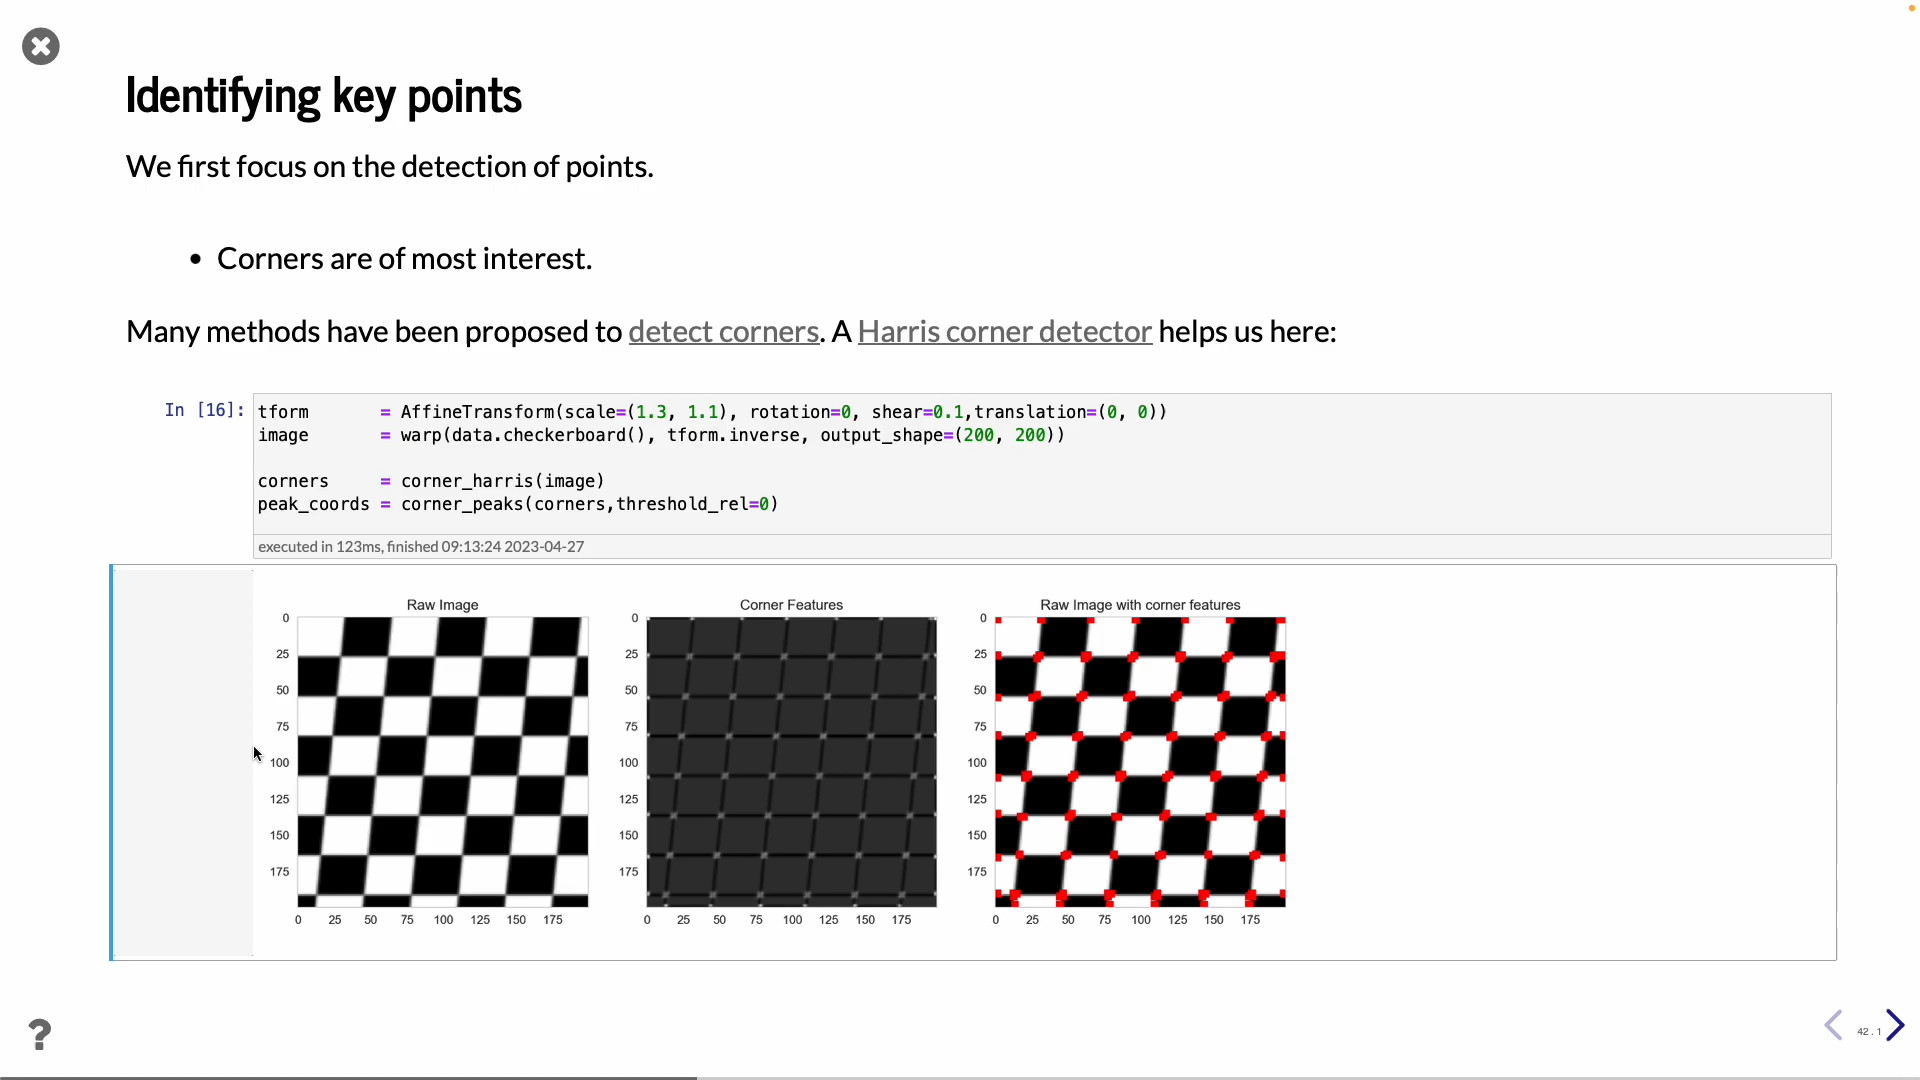 Identifying key points
We first focus on the detection of points.
• Corners are of most interest.
Many methods have been proposed to detect corners. A Harris corner detector helps us here:
In [16]:
tform       = AffineTransform(scale=(1.3, 1.1), rotation=0, shear=0.1,translation=(0, 0))
image       = warp(data.checkerboard(), tform.inverse, output_shape=(200, 200))
corners     = corner_harris(image)
peak_coords = corner_peaks(corners,threshold_rel=0)
executed in 123ms, finished 09:13:24 2023-04-27
Raw Image
0
25
50
75
100
125
150
175
0 25 50 75 100 125 150 175
Corner Features
0
25
50
75
100
125
150
175
0 25 50 75 100 125 150 175
Raw Image with corner features
0
25
50
75
100
125
150
175
0 25 50 75 100 125 150 175
?
42.1